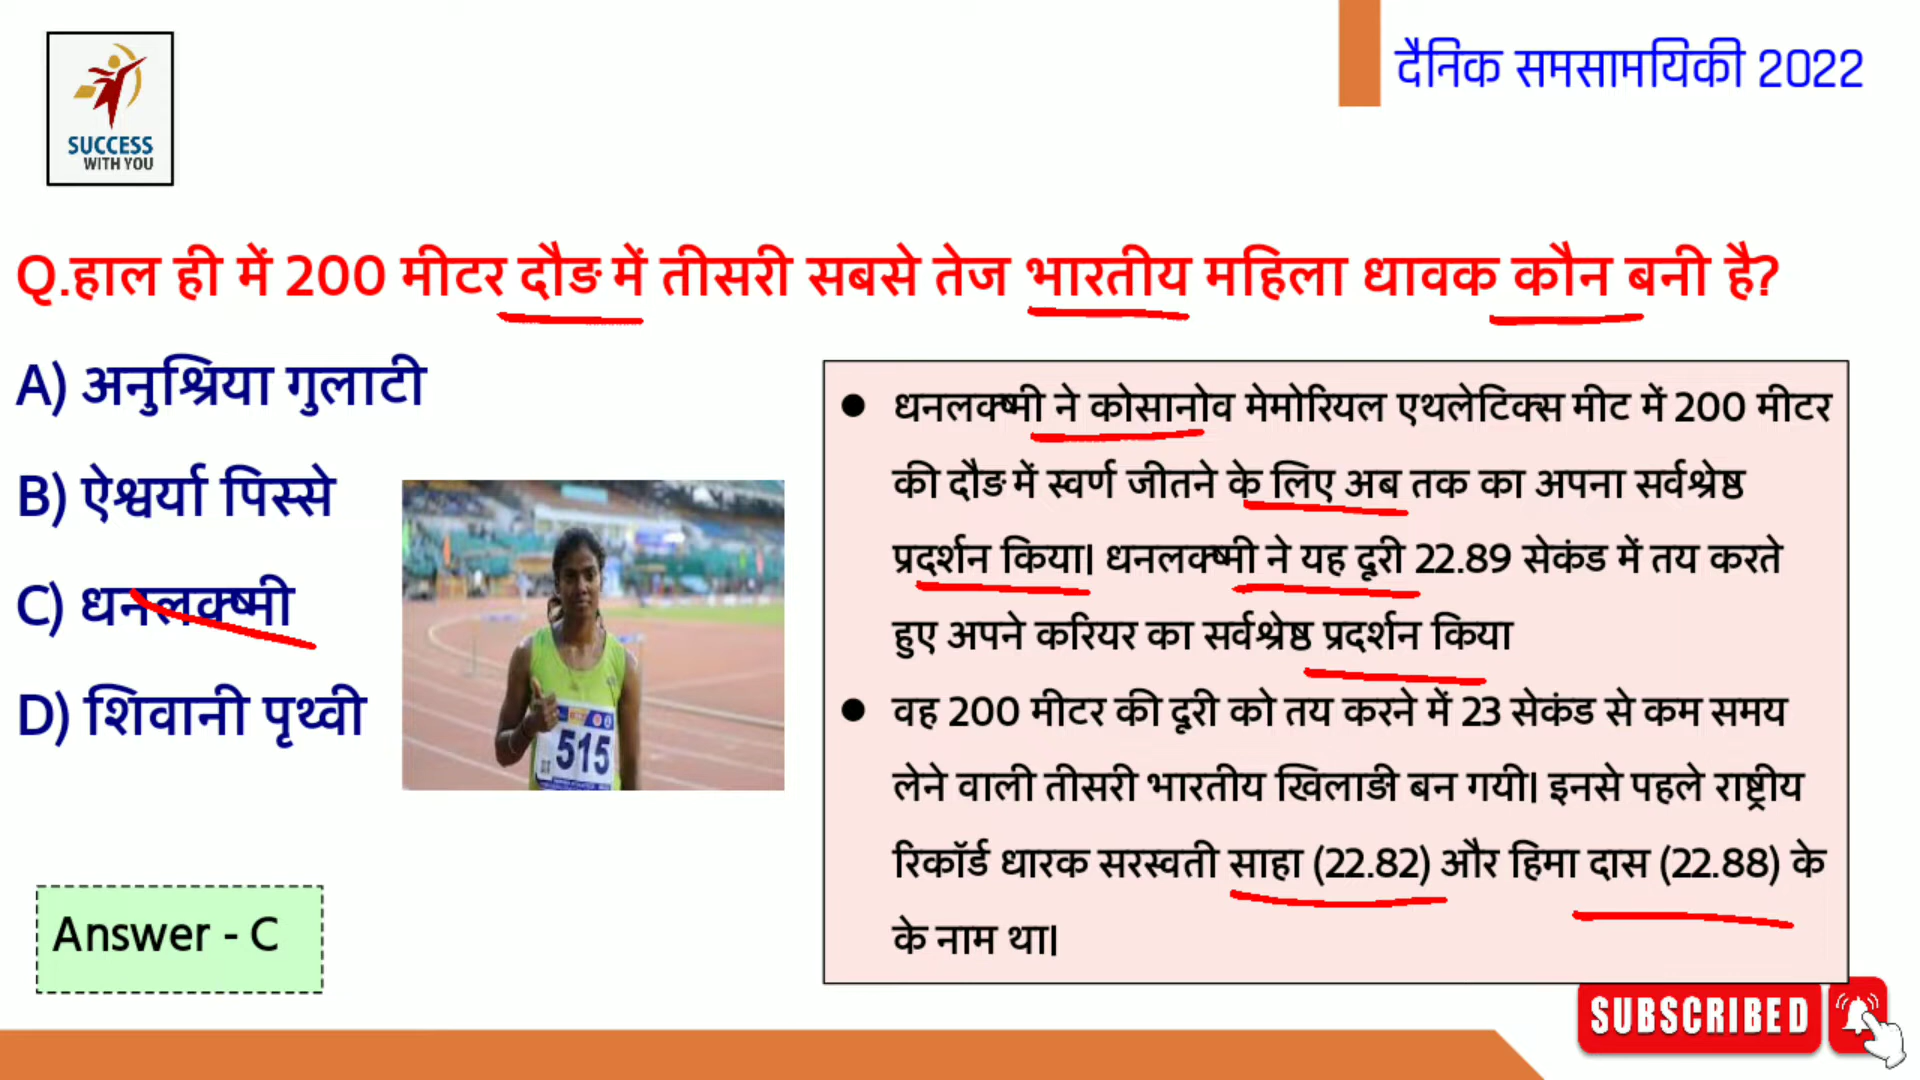 SUCCESS
WITH YOU
दैनिक समसामयिकी 2022
Q.हाल ही में 200 मीटर दौड में तीसरी सबसे तेज भारतीय महिला धावक कौन बनी है?
A) अनुश्रिया गुलाटी
B) ऐश्वर्या पिस्से
C) धनलक्ष्मी
D) शिवानी पृथ्वी
515
Answer - C
● धनलक्ष्मी ने कोसानोव मेमोरियल एथलेटिक्स मीट में 200 मीटर
की दौड में स्वर्ण जीतने के लिए अब तक का अपना सर्वश्रेष्ठ
प्रदर्शन किया। धनलक्ष्मी ने यह दूरी 22.89 सेकंड में तय करते
हुए अपने करियर का सर्वश्रेष्ठ प्रदर्शन किया
● वह 200 मीटर की दूरी को तय करने में 23 सेकंड से कम समय
लेने वाली तीसरी भारतीय खिलाडी बन गयी। इनसे पहले राष्ट्रीय
रिकॉर्ड धारक सरस्वती साहा (22.82) और हिमा दास (22.88) के
के नाम था।
SUBSCRIBED